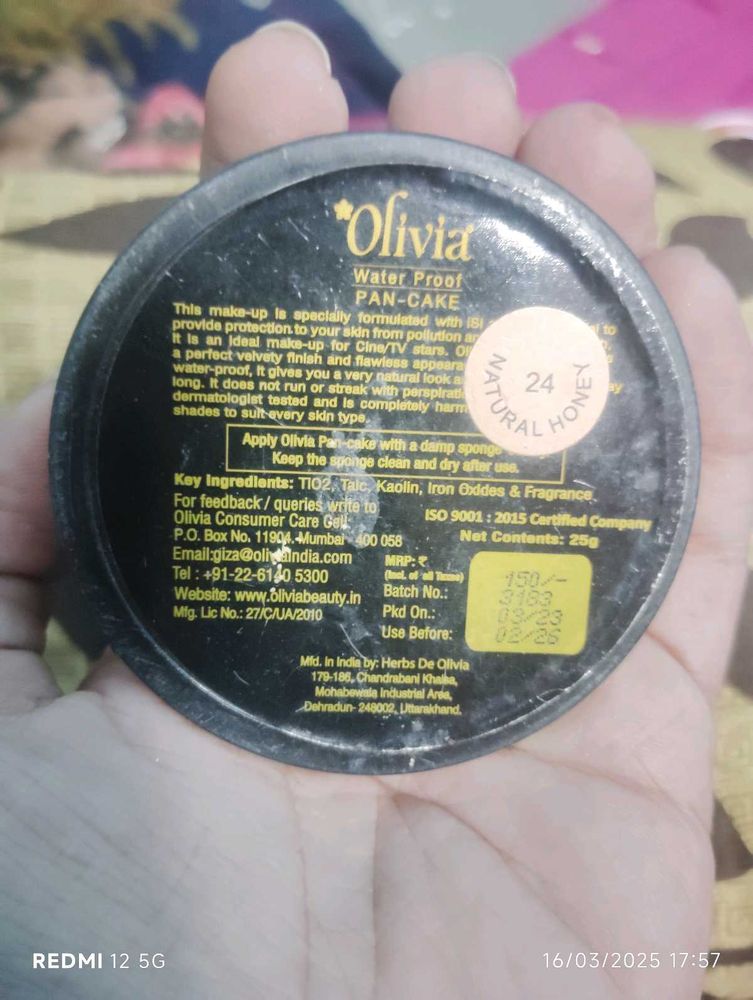 Olivia
Water Proof
PAN-CAKE
This make-up is specially formulated with ISI
provide protection to your skin from pollution
It is an ideal make-up for Cine/TV stars.
a perfect velvety finish and flawless
water-proof, it gives you a very natural look
long. It does not run or streak with
dermatologist tested and is completely
shades to suit every skin type
24
NATURAL HONEY
Apply Olivia Pan-cake with a damp sponge
Keep the sponge clean and dry after use.
Key Ingredients: TIO2, Talc, Kaolin, Iron Oxides & Fragrance
For feedback / queries write to
Olivia Consumer Care Cell
P.O. Box No. 11904, Mumbai - 400 058
Email:giza@oliviaindia.com
Tel : +91-22-6140 5300
Website: www.oliviabeauty.in
Mfg. Lic No.: 27/C/UA/2010
ISO 9001 : 2015 Certified Company
Net Contents: 25g
MRP: ₹ 150/-
(Incl. of all Taxes)
Batch No.: 3183
Pkd On.: 03/23
Use Before: 02/26
Mfd. in India by: Herbs De Olivia
179-186, Chandrabani Khalsa,
Mohabewala Industrial Area,
Dehradun- 248002, Uttarakhand.
REDMI 12 5G
16/03/2025 17:57